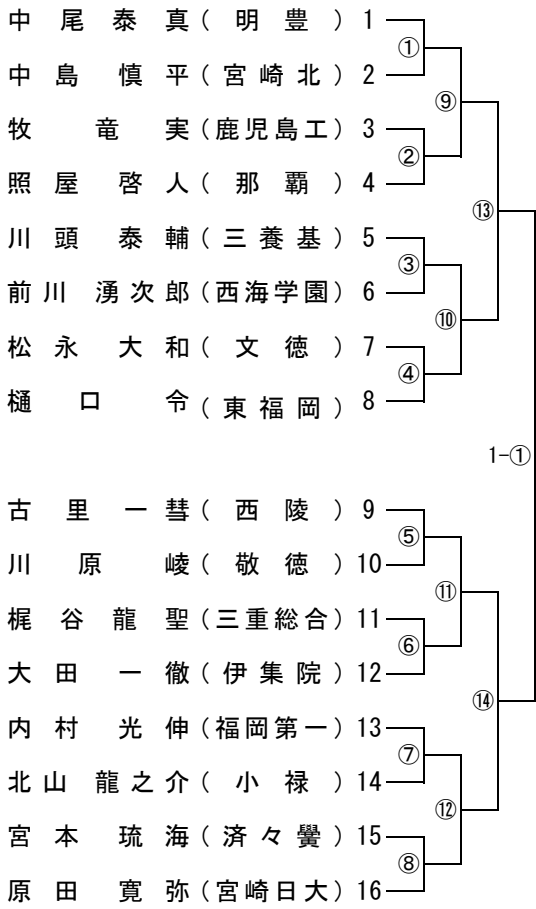 中尾泰真(明豊) 1
①
中島慎平(宮崎北) 2
⑨
牧竜実(鹿児島工) 3
②
照屋啓人(那覇) 4
⑬
川頭泰輔(三養基) 5
③
前川湧次郎(西海学園) 6
⑩
松永大和(文徳) 7
④
樋口令(東福岡) 8
1-①
古里一彗(西陵) 9
⑤
川原崚(敬徳) 10
⑪
梶谷龍聖(三重総合) 11
⑥
大田一徹(伊集院) 12
⑭
内村光伸(福岡第一) 13
⑦
北山龍之介(小禄) 14
⑫
宮本琉海(済々黌) 15
⑧
原田寛弥(宮崎日大) 16